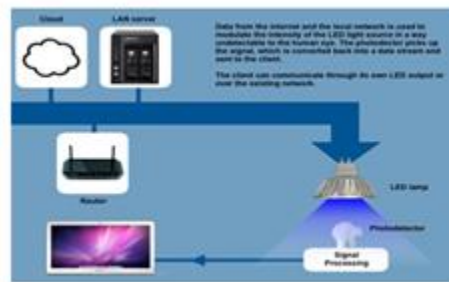 Cloud
LAN server
Data from the internet and the local network is used to
modulate the intensity of the LED light source in a way
undetectable to the human eye. The photodetector picks up
the signal, which is converted back into a data stream and
sent to the client.
The client can communicate through its own LED output or
over the existing network.
Router
LED lamp
Photodetector
Signal
Processing